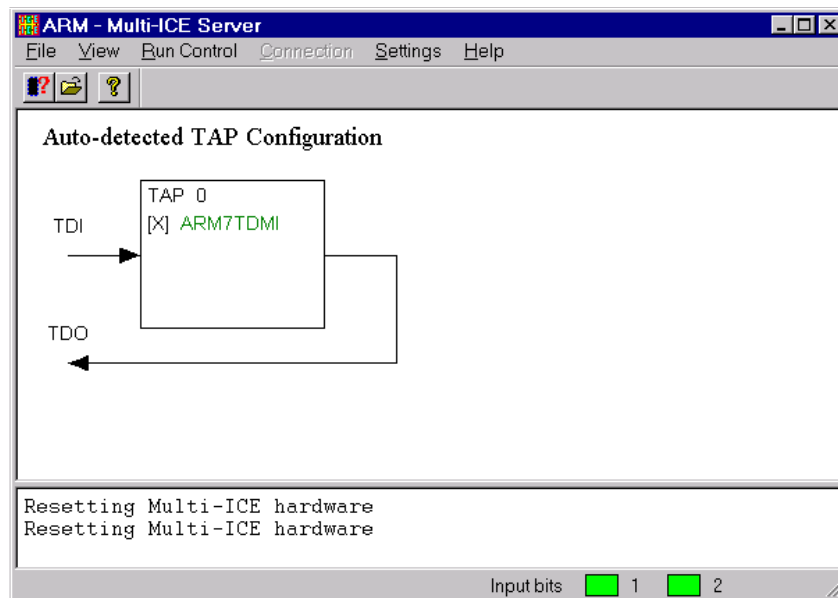 ARM - Multi-ICE Server
File View Run Control Connection Settings Help
Auto-detected TAP Configuration
TAP 0
TDI
[X] ARM7TDMI
TDO
Resetting Multi-ICE hardware
Resetting Multi-ICE hardware
Input bits 1 2